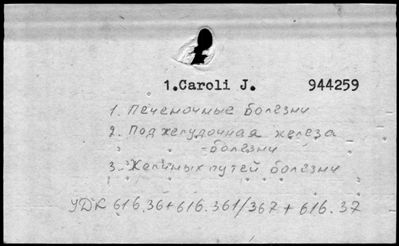 1.Caroli J. 944259
1. Печеночные болезни
2. Поджелудочная железа
- болезни
3. Желчных путей болезни
УДК 616.36+616.361/367+616.37